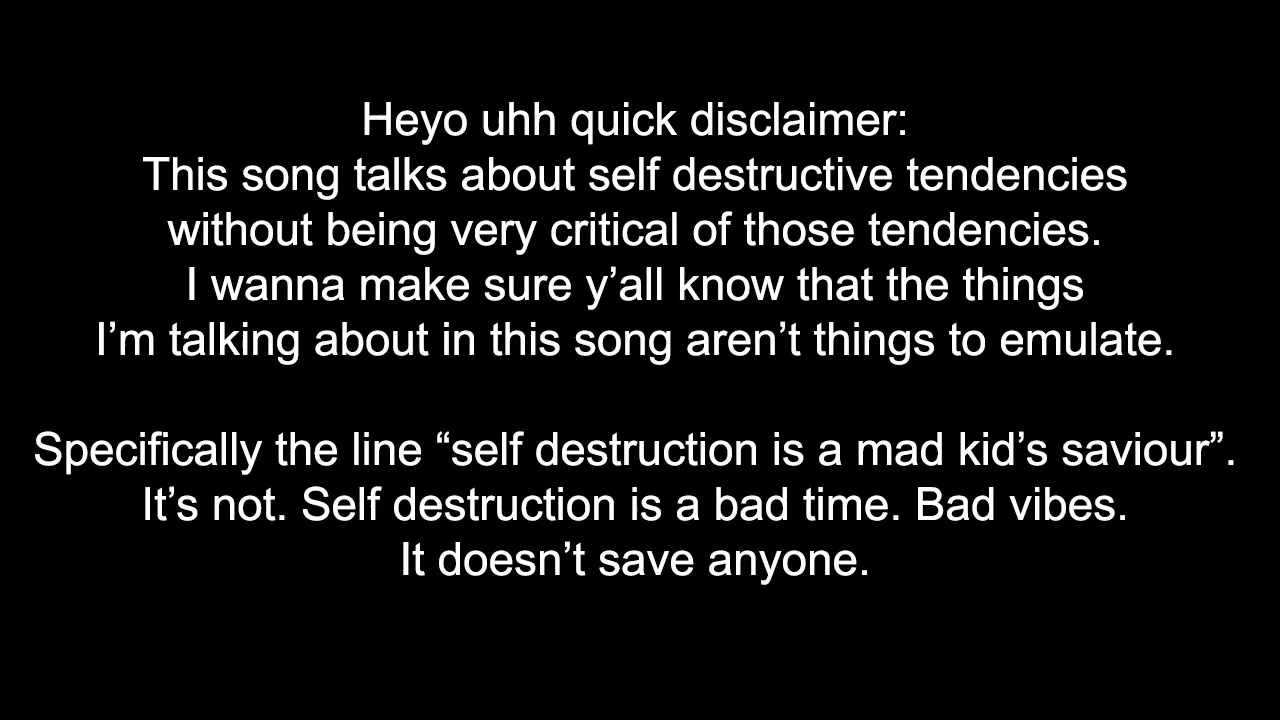 Heyo uhh quick disclaimer:
This song talks about self destructive tendencies
without being very critical of those tendencies.
I wanna make sure y’all know that the things
I’m talking about in this song aren’t things to emulate.
Specifically the line “self destruction is a mad kid’s saviour”.
It’s not. Self destruction is a bad time. Bad vibes.
It doesn’t save anyone.